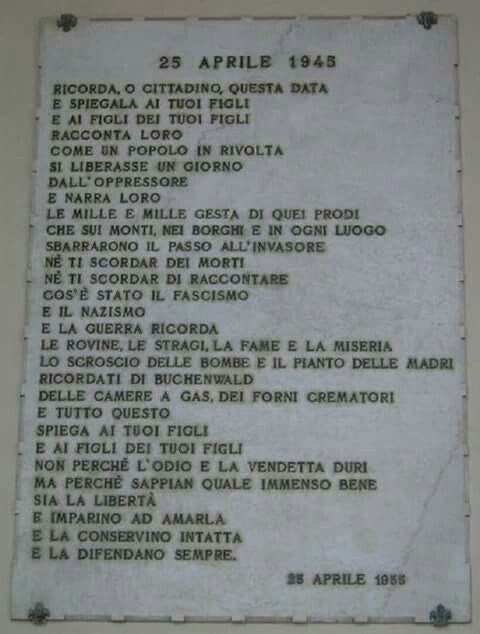 25 APRILE 1945
RICORDA, O CITTADINO, QUESTA DATA
E SPIEGALA AI TUOI FIGLI
E AI FIGLI DEI TUOI FIGLI
RACCONTA LORO
COME UN POPOLO IN RIVOLTA
SI LIBERASSE UN GIORNO
DALL'OPPRESSORE
E NARRA LORO
LE MILLE E MILLE GESTA DI QUEI PRODI
CHE SUI MONTI, NEI BORGHI E IN OGNI LUOGO
SBARRARONO IL PASSO ALL'INVASORE
NÉ TI SCORDAR DEI MORTI
NÉ TI SCORDAR DI RACCONTARE
COS'È STATO IL FASCISMO
E IL NAZISMO
E LA GUERRA RICORDA
LE ROVINE, LE STRAGI, LA FAME E LA MISERIA
LO SCROSCIO DELLE BOMBE E IL PIANTO DELLE MADRI
RICORDATI DI BUCHENWALD
DELLE CAMERE A GAS, DEI FORNI CREMATORI
E TUTTO QUESTO
SPIEGA AI TUOI FIGLI
E AI FIGLI DEI TUOI FIGLI
NON PERCHÉ L'ODIO E LA VENDETTA DURI
MA PERCHÈ SAPPIAN QUALE IMMENSO BENE
SIA LA LIBERTÀ
E IMPARINO AD AMARLA
E LA CONSERVINO INTATTA
E LA DIFENDANO SEMPRE.
25 APRILE 1955